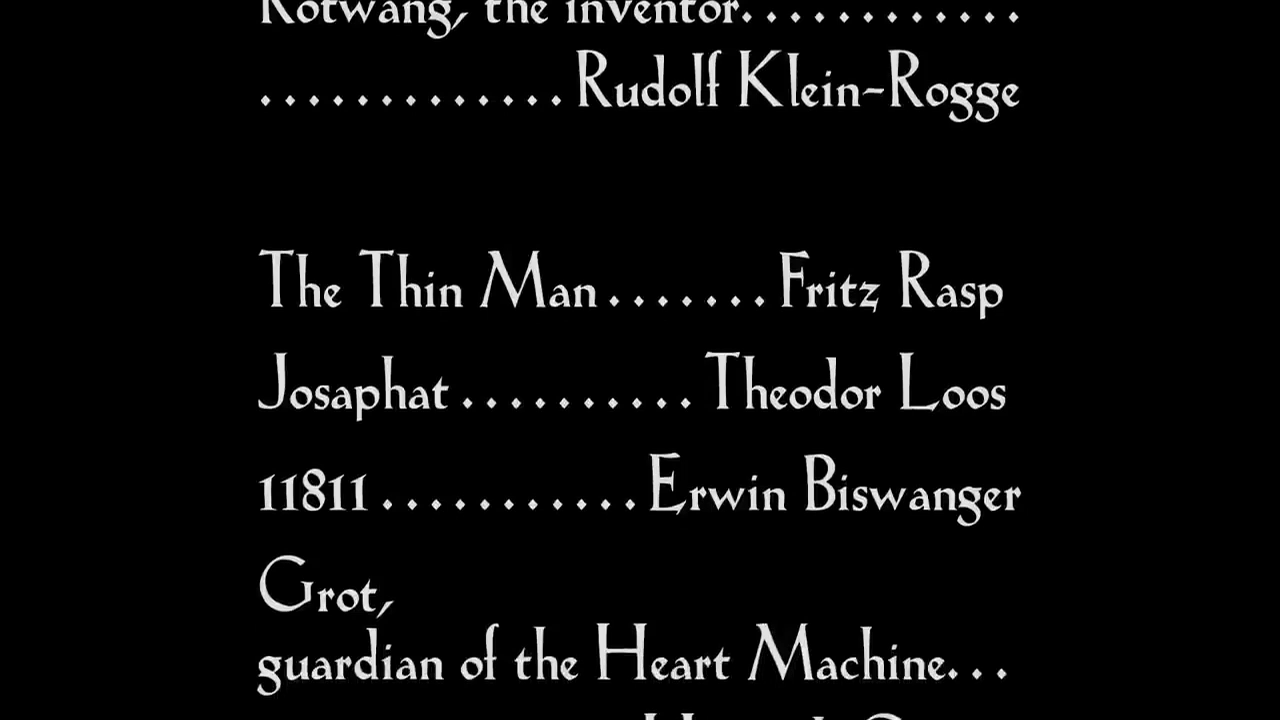 Rotwang, the inventor. . . . . . . . . . . .
. . . . . . . . . . . . . Rudolf Klein-Rogge
The Thin Man . . . . . . . Fritz Rasp
Josaphat . . . . . . . . . . Theodor Loos
11811 . . . . . . . . . . . Erwin Biswanger
Grot,
guardian of the Heart Machine. . .